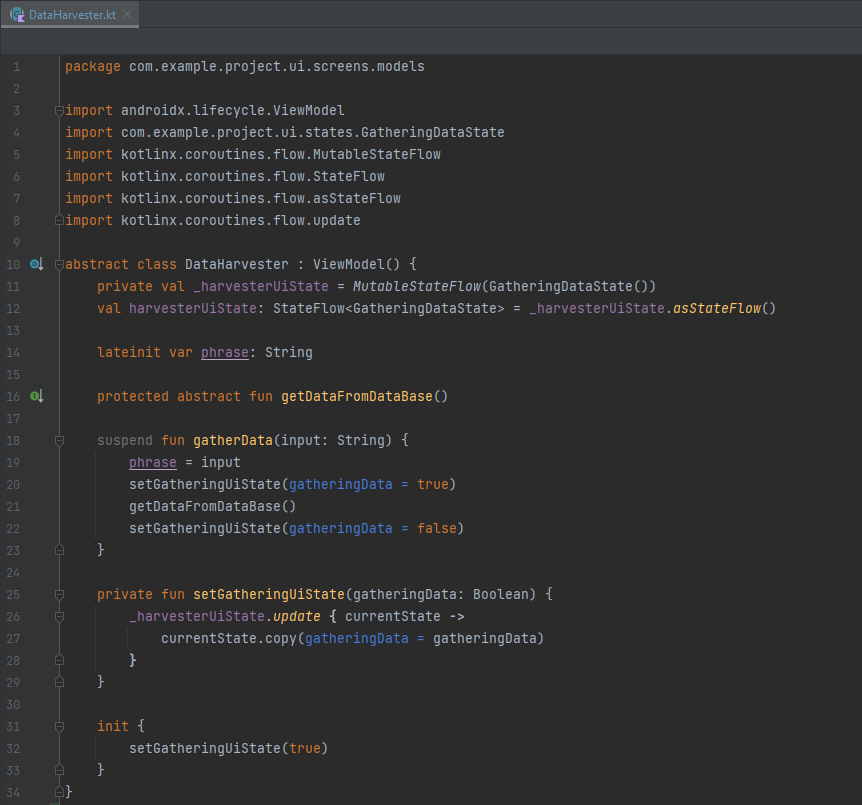 DataHarvester.kt
1 package com.example.project.ui.screens.models
2
3 import androidx.lifecycle.ViewModel
4 import com.example.project.ui.states.GatheringDataState
5 import kotlinx.coroutines.flow.MutableStateFlow
6 import kotlinx.coroutines.flow.StateFlow
7 import kotlinx.coroutines.flow.asStateFlow
8 import kotlinx.coroutines.flow.update
9
10 abstract class DataHarvester : ViewModel() {
11     private val _harvesterUiState = MutableStateFlow(GatheringDataState())
12     val harvesterUiState: StateFlow<GatheringDataState> = _harvesterUiState.asStateFlow()
13
14     lateinit var phrase: String
15
16     protected abstract fun getDataFromDataBase()
17
18     suspend fun gatherData(input: String) {
19         phrase = input
20         setGatheringUiState(gatheringData = true)
21         getDataFromDataBase()
22         setGatheringUiState(gatheringData = false)
23     }
24
25     private fun setGatheringUiState(gatheringData: Boolean) {
26         _harvesterUiState.update { currentState ->
27             currentState.copy(gatheringData = gatheringData)
28         }
29     }
30
31     init {
32         setGatheringUiState(true)
33     }
34 }